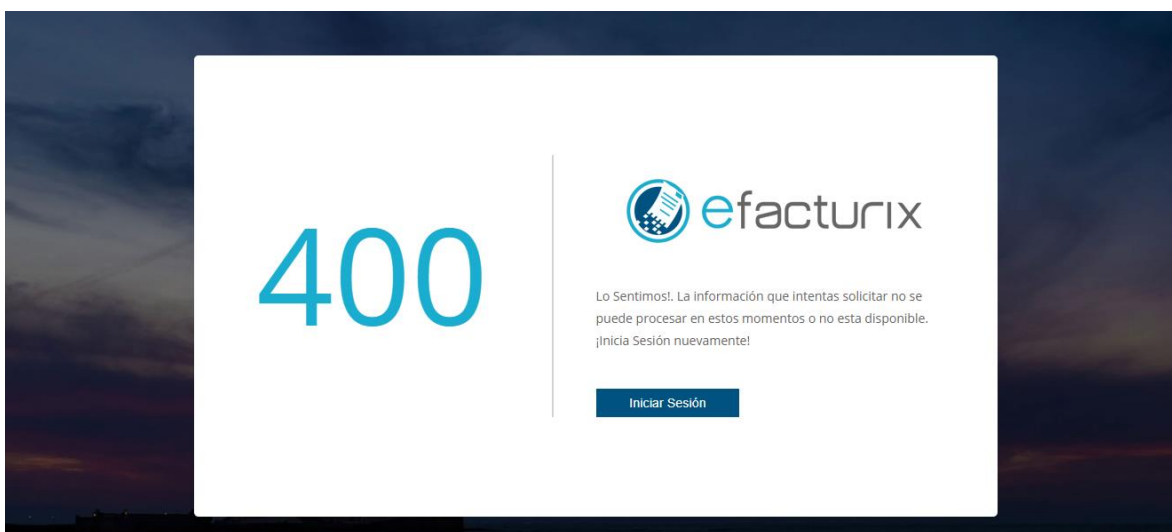 400
efacturix
Lo Sentimos!. La información que intentas solicitar no se
puede procesar en estos momentos o no esta disponible.
¡Inicia Sesión nuevamente!
Iniciar Sesión